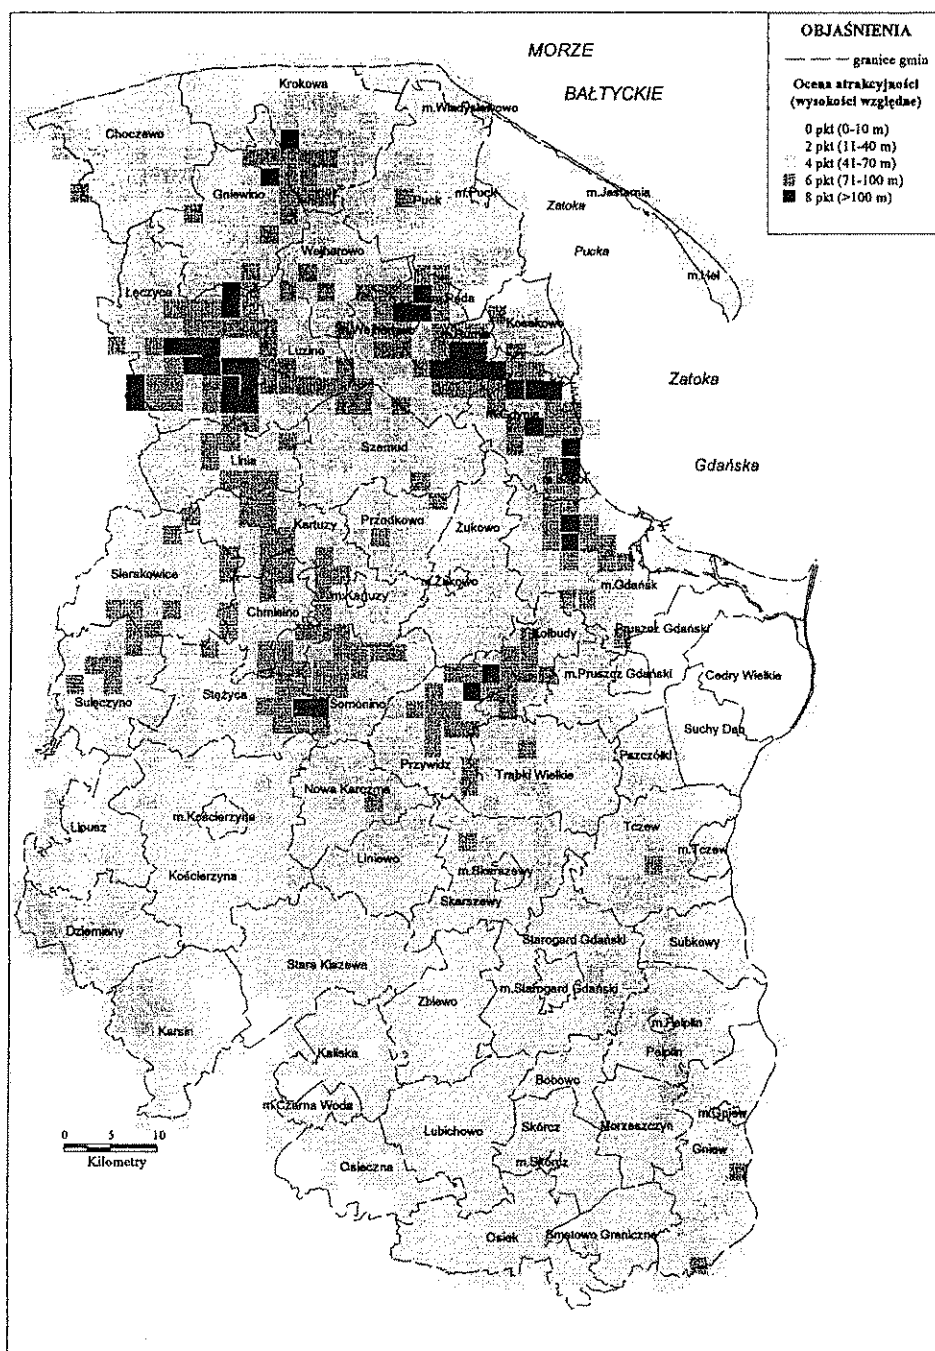 OBJAŚNIENIA
granice gmin
Ocena atrakcyjności
(wysokości względne)
0 pkt (0-10 m)
2 pkt (11-40 m)
4 pkt (41-70 m)
6 pkt (71-100 m)
8 pkt (>100 m)
MORZE
BAŁTYCKIE
Krokowa
m.Władysławowo
Choczewo
Gniewino
Puck
m.Puck
m.Jastarnia
Zatoka
Pucka
Wejherowo
m.Hel
Łęczyce
Reda
Kosakowo
Luzino
Zatoka
Gdańska
Szemud
Linia
Kartuzy
Przodkowo
Żukowo
Sierakowice
m.Żukowo
m.Gdańsk
m.Kartuzy
Chmielno
Kolbudy
Pruszcz Gdański
m.Pruszcz Gdański
Cedry Wielkie
Sulęczyno
Stężyca
Somonino
Suchy Dąb
Pszczółki
Przywidz
Trąbki Wielkie
Nowa Karczma
Lipusz
m.Kościerzyna
Tczew
m.Tczew
Liniewo
Kościerzyna
m.Skarszewy
Skarszewy
Dziemiany
Starogard Gdański
Subkowy
Stara Kiszewa
m.Starogard Gdański
Zblewo
Karsin
m.Pelplin
Pelplin
Kaliska
Bobowo
m.Czarna Woda
m.Gniew
Lubichowo
Skórcz
Morzeszczyn
Gniew
Osieczna
m.Skórcz
Osiek
Smętowo Graniczne
0 5 10
Kilometry